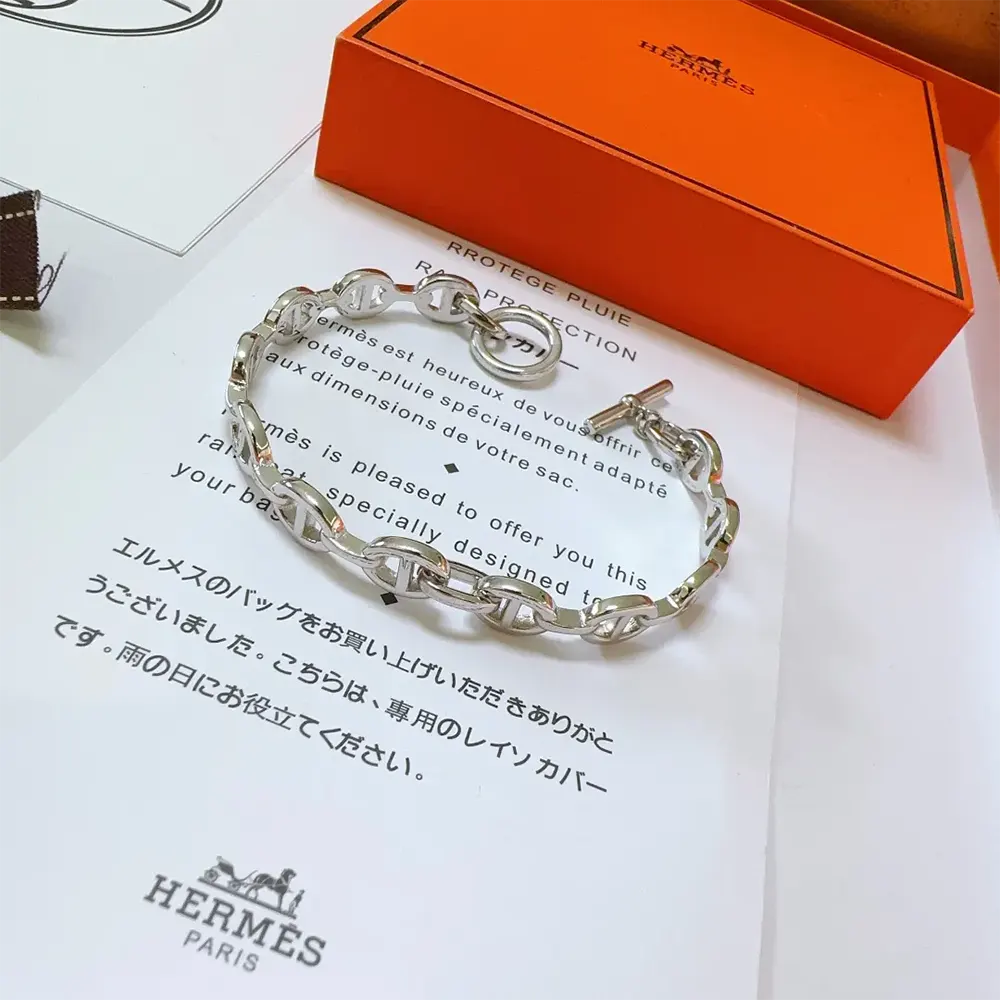 HERMÈS
PARIS
RROTEGE PLUIE
PROTECTION
カバー
ermès est heureux de vous offrir ce
rotège-pluie spécialement adapté
aux dimensions de votre sac.
mès is pleased to offer you this
specially designed to
your
エルメスのバッグをお買い上げいただきありがと
うございました。こちらは、専用のレイソカバー
です。雨の日にお役立てください。
HERMÈS
PARIS